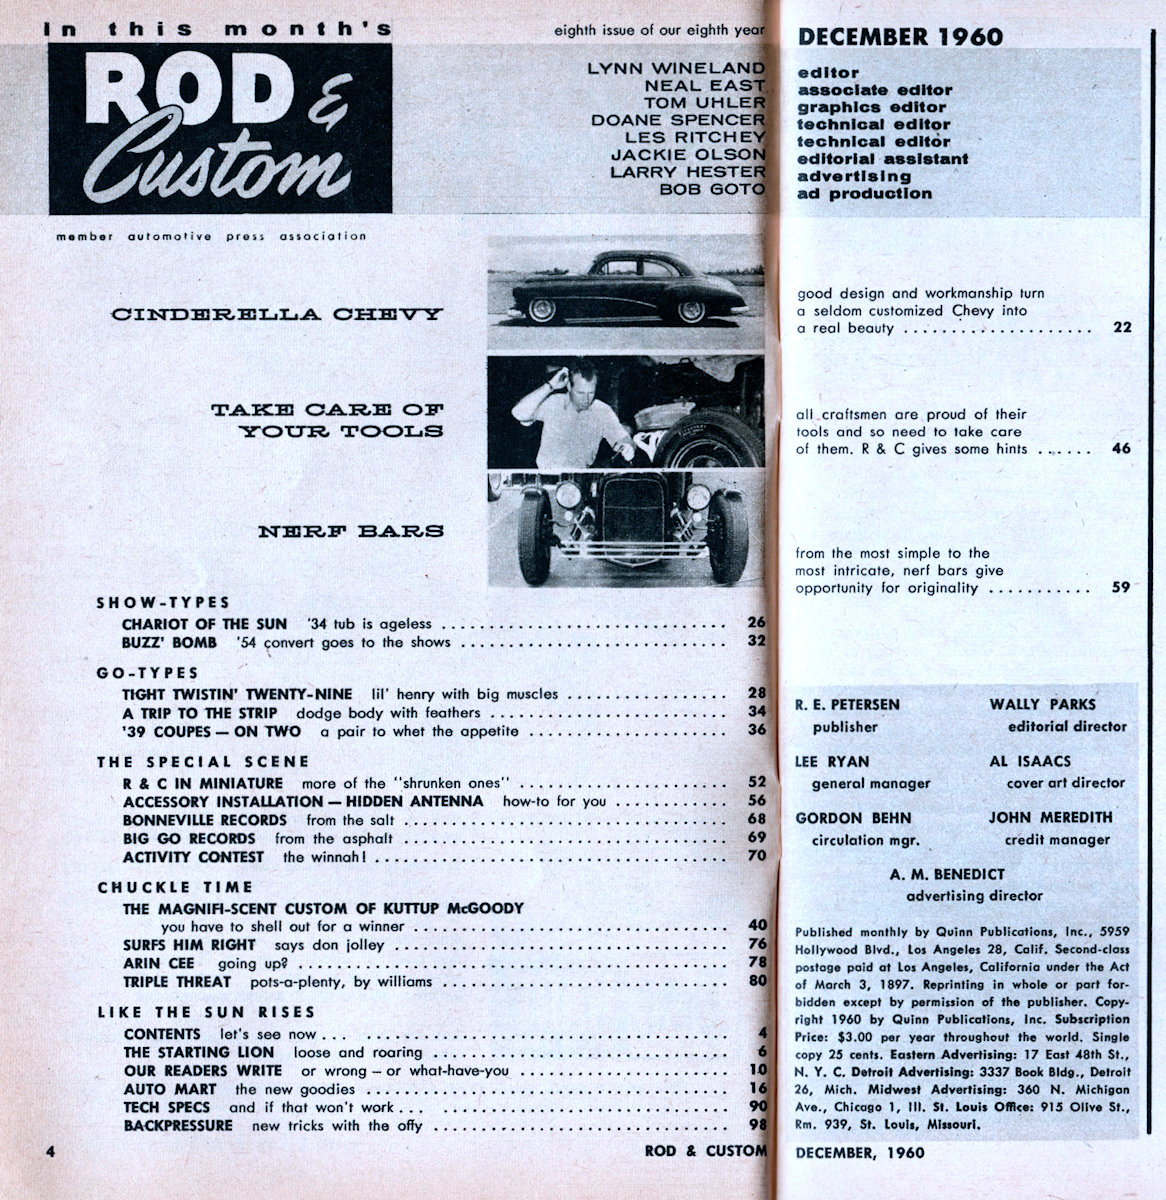 In this month's
ROD &
Custom
member automotive press association
eighth issue of our eighth year
DECEMBER 1960
LYNN WINELAND editor
NEAL EAST associate editor
TOM UHLER graphics editor
DOANE SPENCER technical editor
LES RITCHEY technical editor
JACKIE OLSON editorial assistant
LARRY HESTER advertising
BOB GOTO ad production
CINDERELLA CHEVY
good design and workmanship turn
a seldom customized Chevy into
a real beauty .................... 22
TAKE CARE OF
YOUR TOOLS
all craftsmen are proud of their
tools and so need to take care
of them. R & C gives some hints ...... 46
NERF BARS
from the most simple to the
most intricate, nerf bars give
opportunity for originality ........... 59
SHOW-TYPES
CHARIOT OF THE SUN '34 tub is ageless .............................. 26
BUZZ' BOMB '54 convert goes to the shows ............................ 32
GO-TYPES
TIGHT TWISTIN' TWENTY-NINE lil' henry with big muscles ................. 28
A TRIP TO THE STRIP dodge body with feathers ......................... 34
'39 COUPES — ON TWO a pair to whet the appetite ..................... 36
THE SPECIAL SCENE
R & C IN MINIATURE more of the "shrunken ones" ...................... 52
ACCESSORY INSTALLATION — HIDDEN ANTENNA how-to for you ............ 56
BONNEVILLE RECORDS from the salt ................................. 68
BIG GO RECORDS from the asphalt .................................. 69
ACTIVITY CONTEST the winnah! ..................................... 70
CHUCKLE TIME
THE MAGNIFI-SCENT CUSTOM OF KUTTUP McGOODY
you have to shell out for a winner ................................. 40
SURFS HIM RIGHT says don jolley ................................... 76
ARIN CEE going up? ............................................. 78
TRIPLE THREAT pots-a-plenty, by williams .............................. 80
LIKE THE SUN RISES
CONTENTS let's see now ... .................................... 4
THE STARTING LION loose and roaring ............................... 6
OUR READERS WRITE or wrong — or what-have-you ...................... 10
AUTO MART the new goodies ..................................... 16
TECH SPECS and if that won't work ... .............................. 90
BACKPRESSURE new tricks with the offy ............................... 98
R. E. PETERSEN
publisher
WALLY PARKS
editorial director
LEE RYAN
general manager
AL ISAACS
cover art director
GORDON BEHN
circulation mgr.
JOHN MEREDITH
credit manager
A. M. BENEDICT
advertising director
Published monthly by Quinn Publications, Inc., 5959
Hollywood Blvd., Los Angeles 28, Calif. Second-class
postage paid at Los Angeles, California under the Act
of March 3, 1897. Reprinting in whole or part for-
bidden except by permission of the publisher. Copy-
right 1960 by Quinn Publications, Inc. Subscription
Price: $3.00 per year throughout the world. Single
copy 25 cents. Eastern Advertising: 17 East 48th St.,
N. Y. C. Detroit Advertising: 3337 Book Bldg., Detroit
26, Mich. Midwest Advertising: 360 N. Michigan
Ave., Chicago 1, Ill. St. Louis Office: 915 Olive St.,
Rm. 939, St. Louis, Missouri.
4
ROD & CUSTOM
DECEMBER, 1960